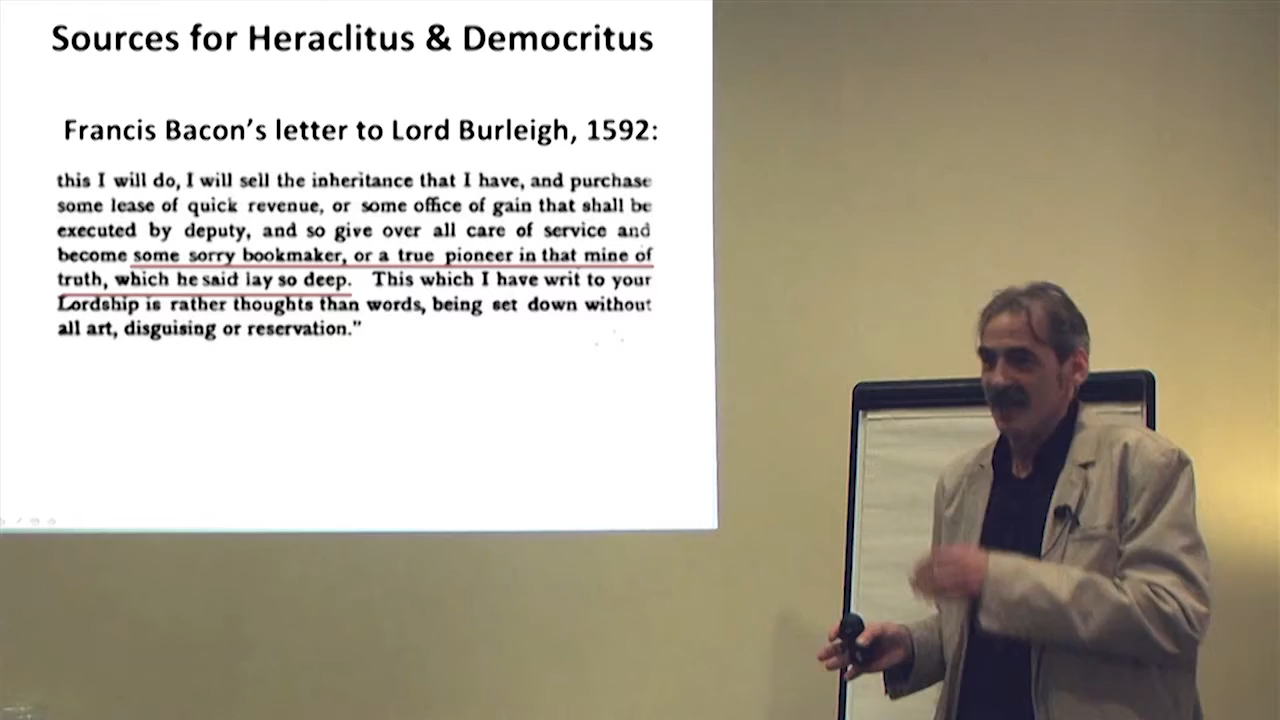 Sources for Heraclitus & Democritus
Francis Bacon’s letter to Lord Burleigh, 1592:
this I will do, I will sell the inheritance that I have, and purchase
some lease of quick revenue, or some office of gain that shall be
executed by deputy, and so give over all care of service and
become some sorry bookmaker, or a true pioneer in that mine of
truth, which he said lay so deep. This which I have writ to your
Lordship is rather thoughts than words, being set down without
all art, disguising or reservation.”